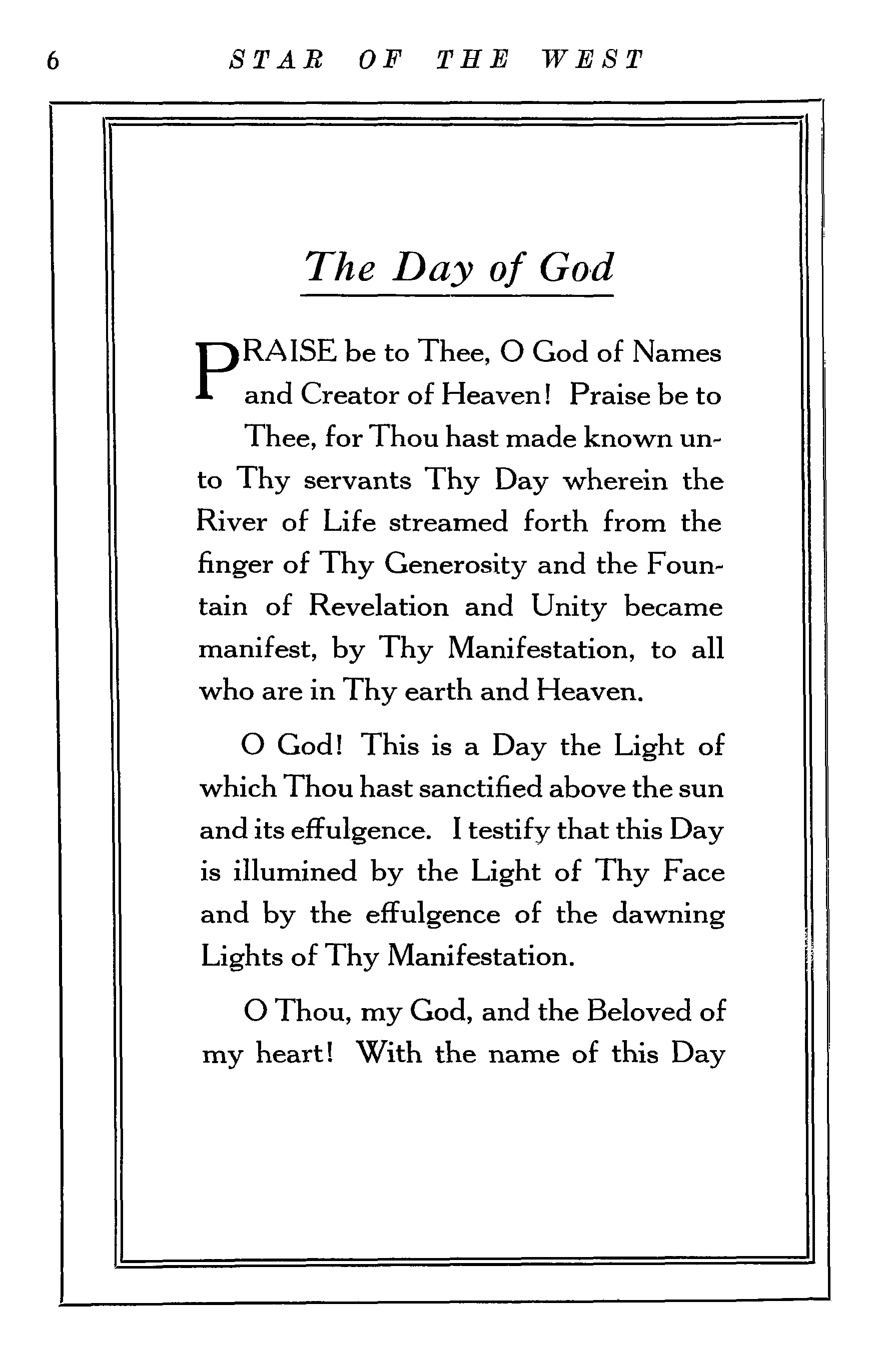 6 STAR OF THE WEST
The Day of God
PRAISE be to Thee, O God of Names
and Creator of Heaven! Praise be to
Thee, for Thou hast made known un-
to Thy servants Thy Day wherein the
River of Life streamed forth from the
finger of Thy Generosity and the Foun-
tain of Revelation and Unity became
manifest, by Thy Manifestation, to all
who are in Thy earth and Heaven.
O God! This is a Day the Light of
which Thou hast sanctified above the sun
and its effulgence. I testify that this Day
is illumined by the Light of Thy Face
and by the effulgence of the dawning
Lights of Thy Manifestation.
O Thou, my God, and the Beloved of
my heart! With the name of this Day